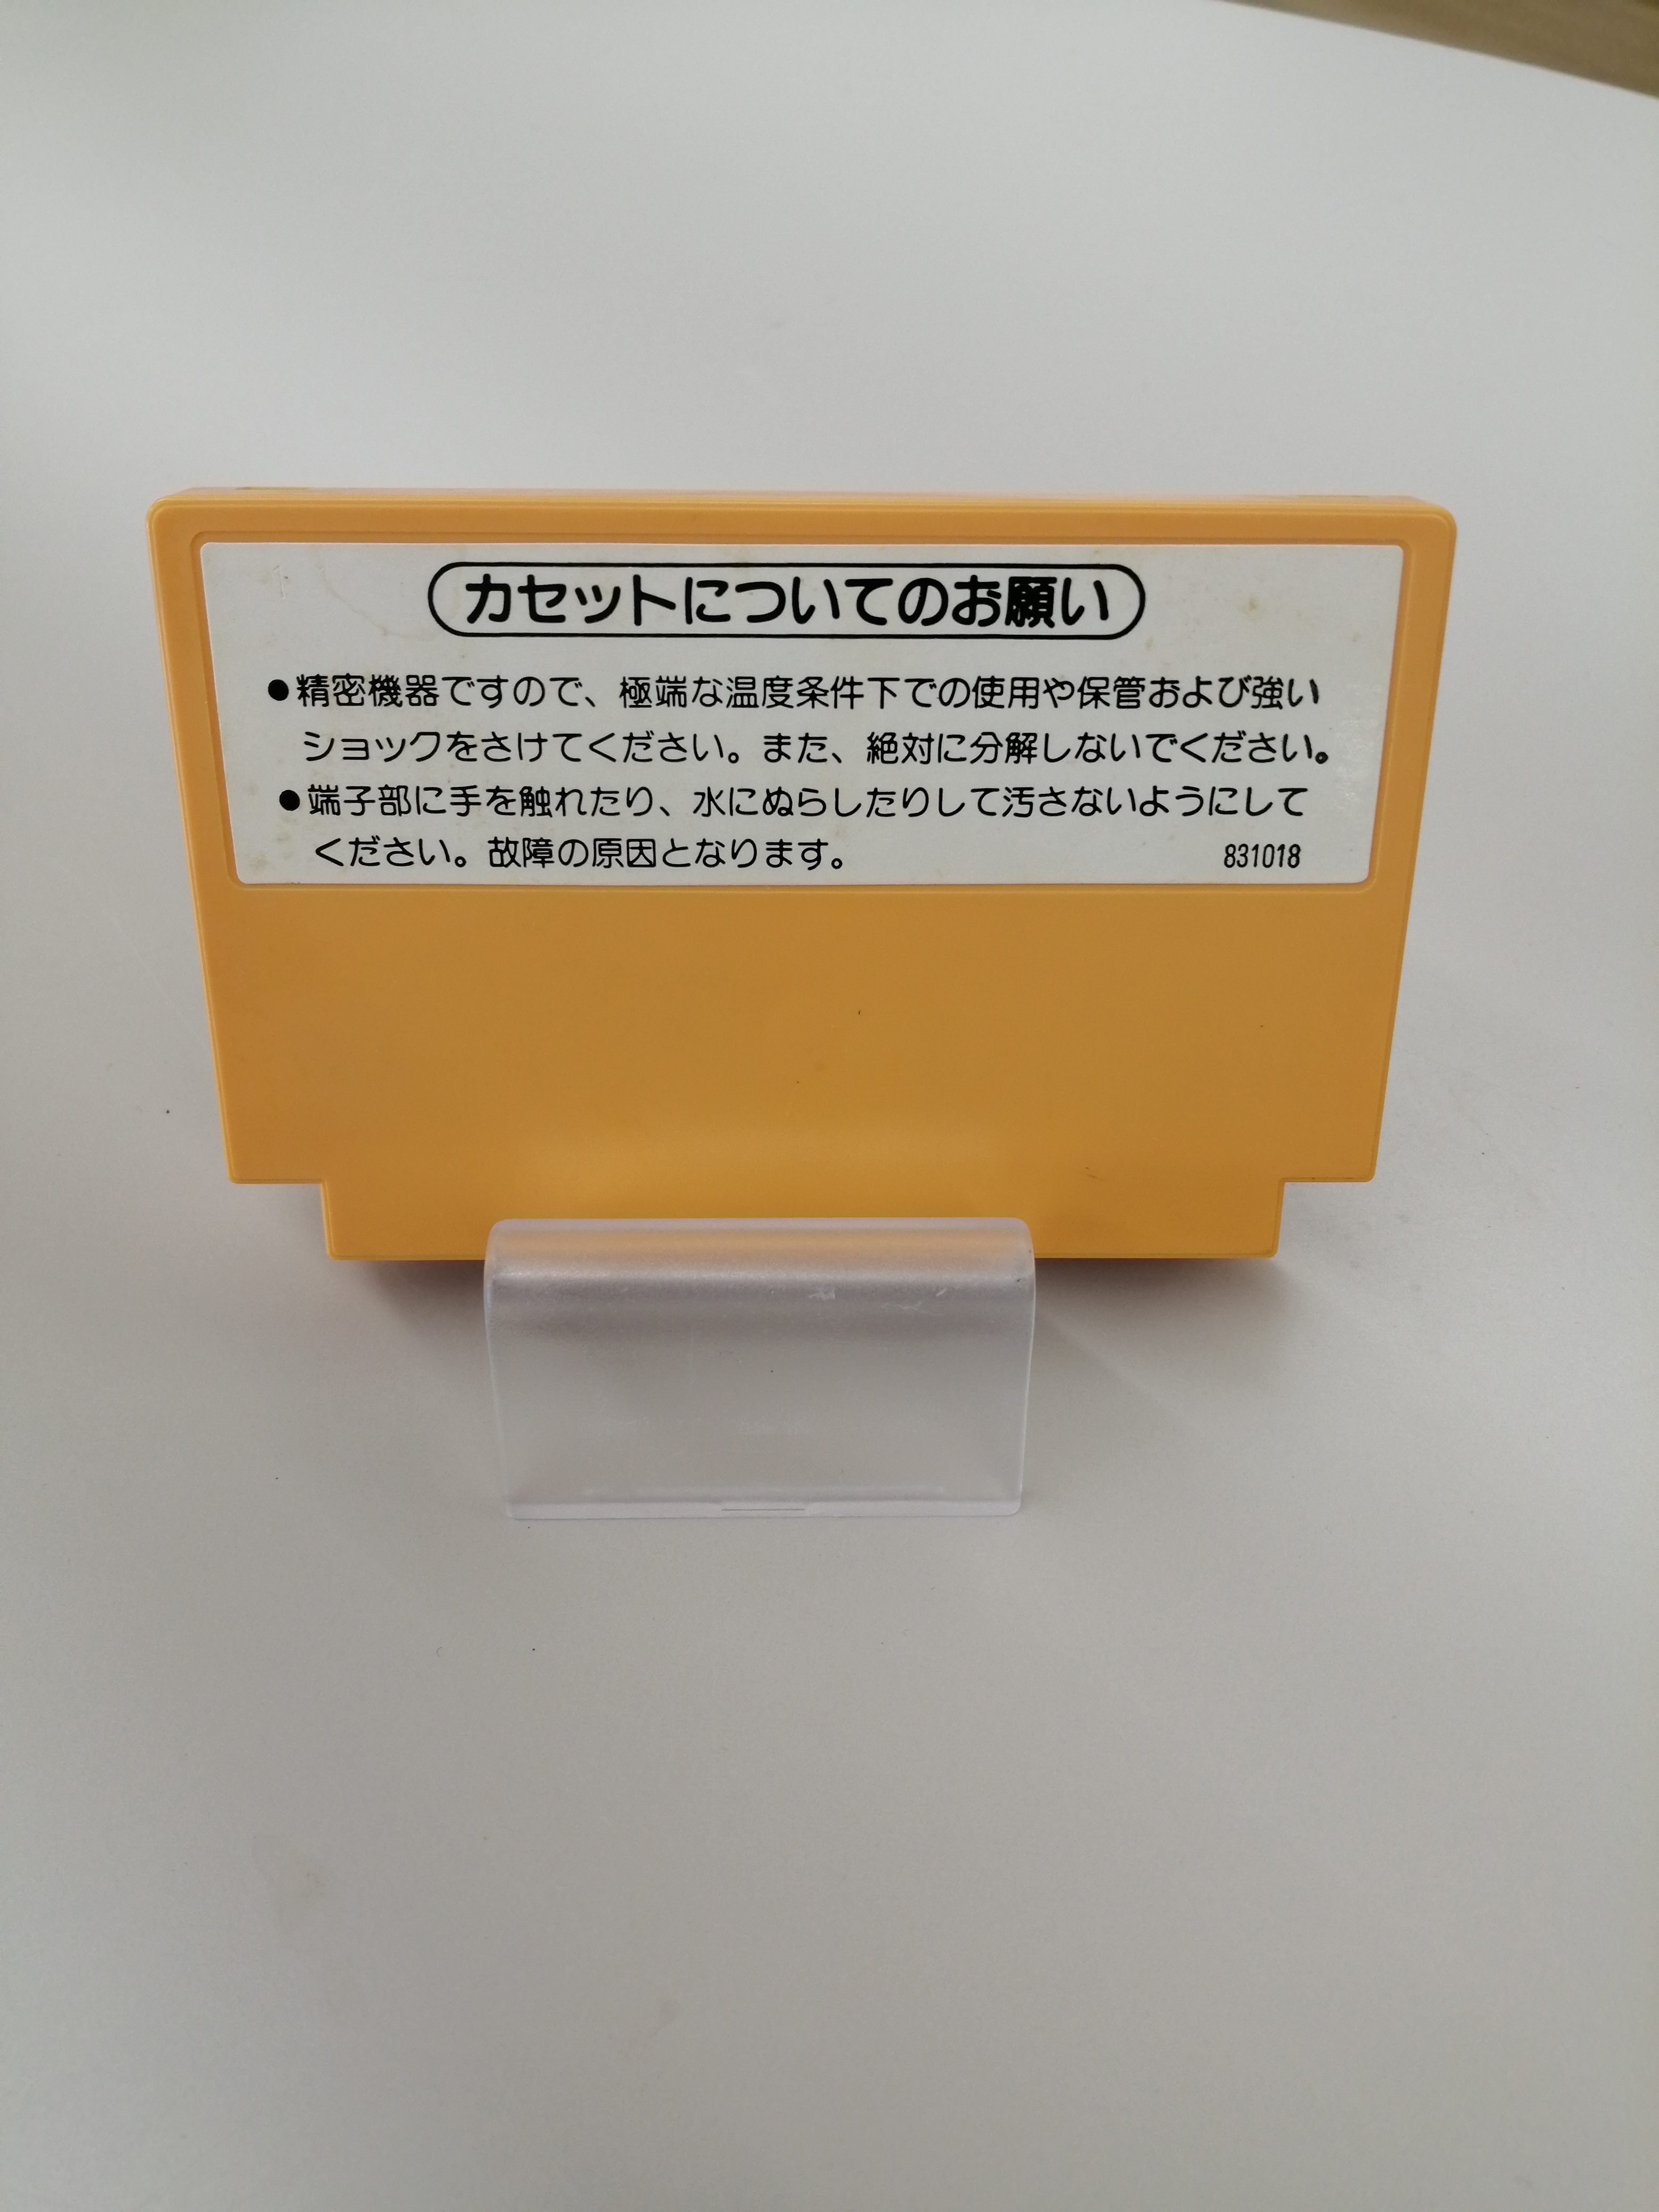 カセットについてのお願い
●精密機器ですので、極端な温度条件下での使用や保管および強い
ショックをさけてください。また、絶対に分解しないでください。
●端子部に手を触れたり、水にぬらしたりして汚さないようにして
ください。故障の原因となります。 831018